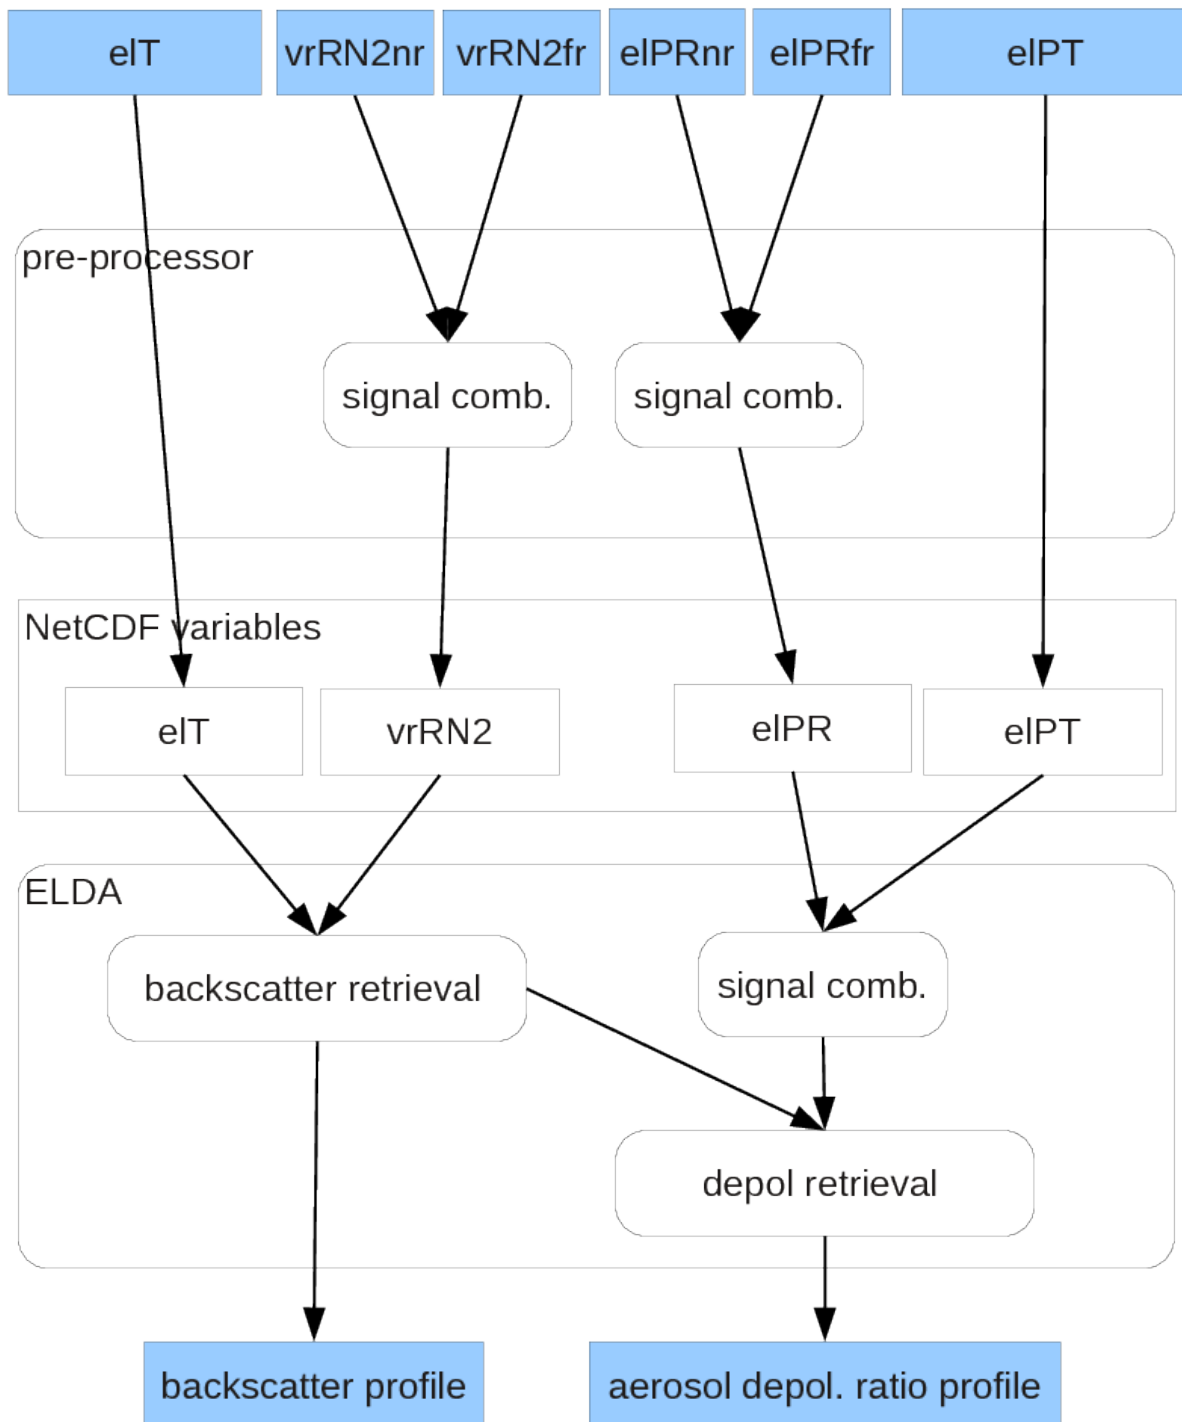 elT
vrRN2nr
vrRN2fr
elPRnr
elPRfr
elPT
pre-processor
signal comb.
signal comb.
NetCDF variables
elT
vrRN2
elPR
elPT
ELDA
backscatter retrieval
signal comb.
depol retrieval
backscatter profile
aerosol depol. ratio profile